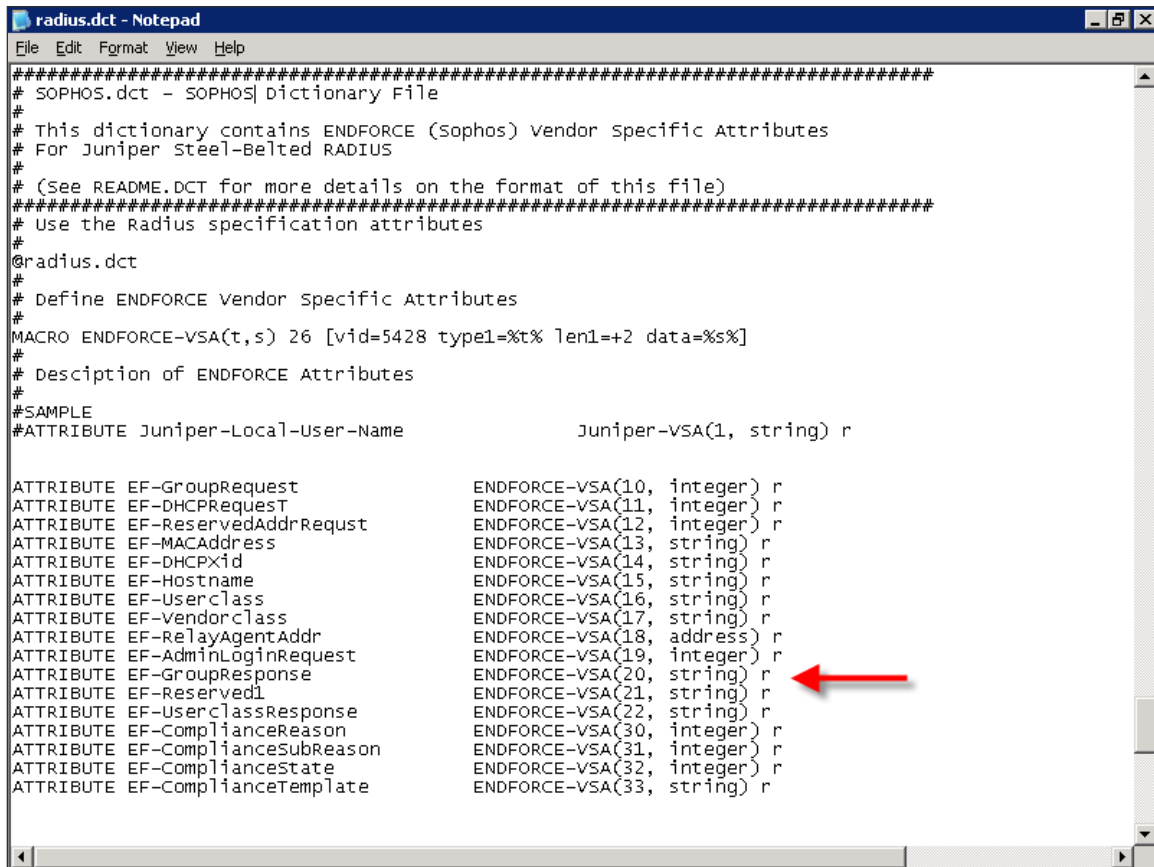 radius.dct - Notepad
File Edit Format View Help
###############################################################################
# SOPHOS.dct - SOPHOS Dictionary File
#
# This dictionary contains ENDFORCE (Sophos) Vendor Specific Attributes
# For Juniper Steel-Belted RADIUS
#
# (See README.DCT for more details on the format of this file)
###############################################################################
# Use the Radius specification attributes
#
@radius.dct
#
# Define ENDFORCE Vendor Specific Attributes
#
MACRO ENDFORCE-VSA(t,s) 26 [vid=5428 type1=%t% len1=+2 data=%s%]
#
# Desciption of ENDFORCE Attributes
#
#SAMPLE
#ATTRIBUTE Juniper-Local-User-Name Juniper-VSA(1, string) r
ATTRIBUTE EF-GroupRequest ENDFORCE-VSA(10, integer) r
ATTRIBUTE EF-DHCPRequesT ENDFORCE-VSA(11, integer) r
ATTRIBUTE EF-ReservedAddrRequst ENDFORCE-VSA(12, integer) r
ATTRIBUTE EF-MACAddress ENDFORCE-VSA(13, string) r
ATTRIBUTE EF-DHCPXid ENDFORCE-VSA(14, string) r
ATTRIBUTE EF-Hostname ENDFORCE-VSA(15, string) r
ATTRIBUTE EF-Userclass ENDFORCE-VSA(16, string) r
ATTRIBUTE EF-Vendorclass ENDFORCE-VSA(17, string) r
ATTRIBUTE EF-RelayAgentAddr ENDFORCE-VSA(18, address) r
ATTRIBUTE EF-AdminLoginRequest ENDFORCE-VSA(19, integer) r
ATTRIBUTE EF-GroupResponse ENDFORCE-VSA(20, string) r
ATTRIBUTE EF-Reserved1 ENDFORCE-VSA(21, string) r
ATTRIBUTE EF-UserclassResponse ENDFORCE-VSA(22, string) r
ATTRIBUTE EF-ComplianceReason ENDFORCE-VSA(30, integer) r
ATTRIBUTE EF-ComplianceSubReason ENDFORCE-VSA(31, integer) r
ATTRIBUTE EF-ComplianceState ENDFORCE-VSA(32, integer) r
ATTRIBUTE EF-ComplianceTemplate ENDFORCE-VSA(33, string) r